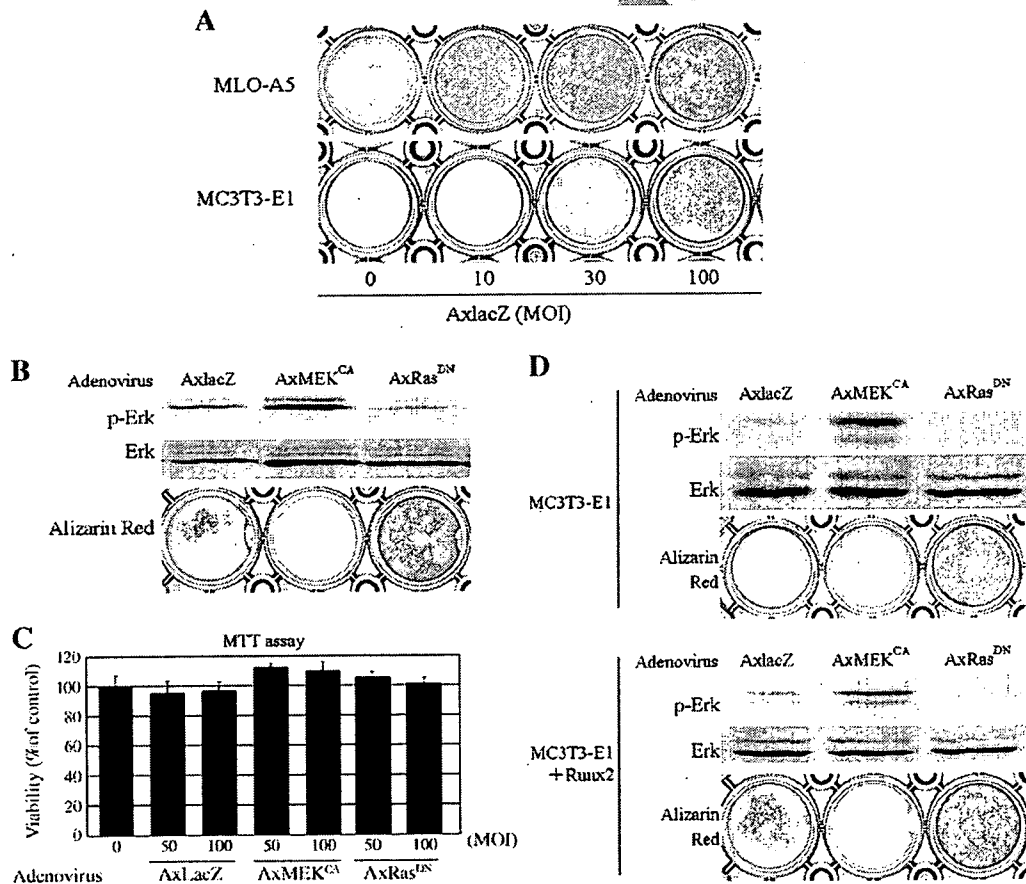 A
MLO-A5
MC3T3-E1
0 10 30 100
AxlacZ (MOI)
B
Adenovirus AxlacZ AxMEK^CA AxRas^DN
p-Erk
Erk
Alizarin Red
C
MTT assay
Viability (% of control)
120
100
80
60
40
20
0
0 50 100 50 100 50 100 (MOI)
Adenovirus AxLacZ AxMEK^CA AxRas^DN
D
Adenovirus AxlacZ AxMEK^CA AxRas^DN
p-Erk
MC3T3-E1
Erk
Alizarin
Red
Adenovirus AxlacZ AxMEK^CA AxRas^DN
p-Erk
MC3T3-E1
+Runx2
Erk
Alizarin
Red